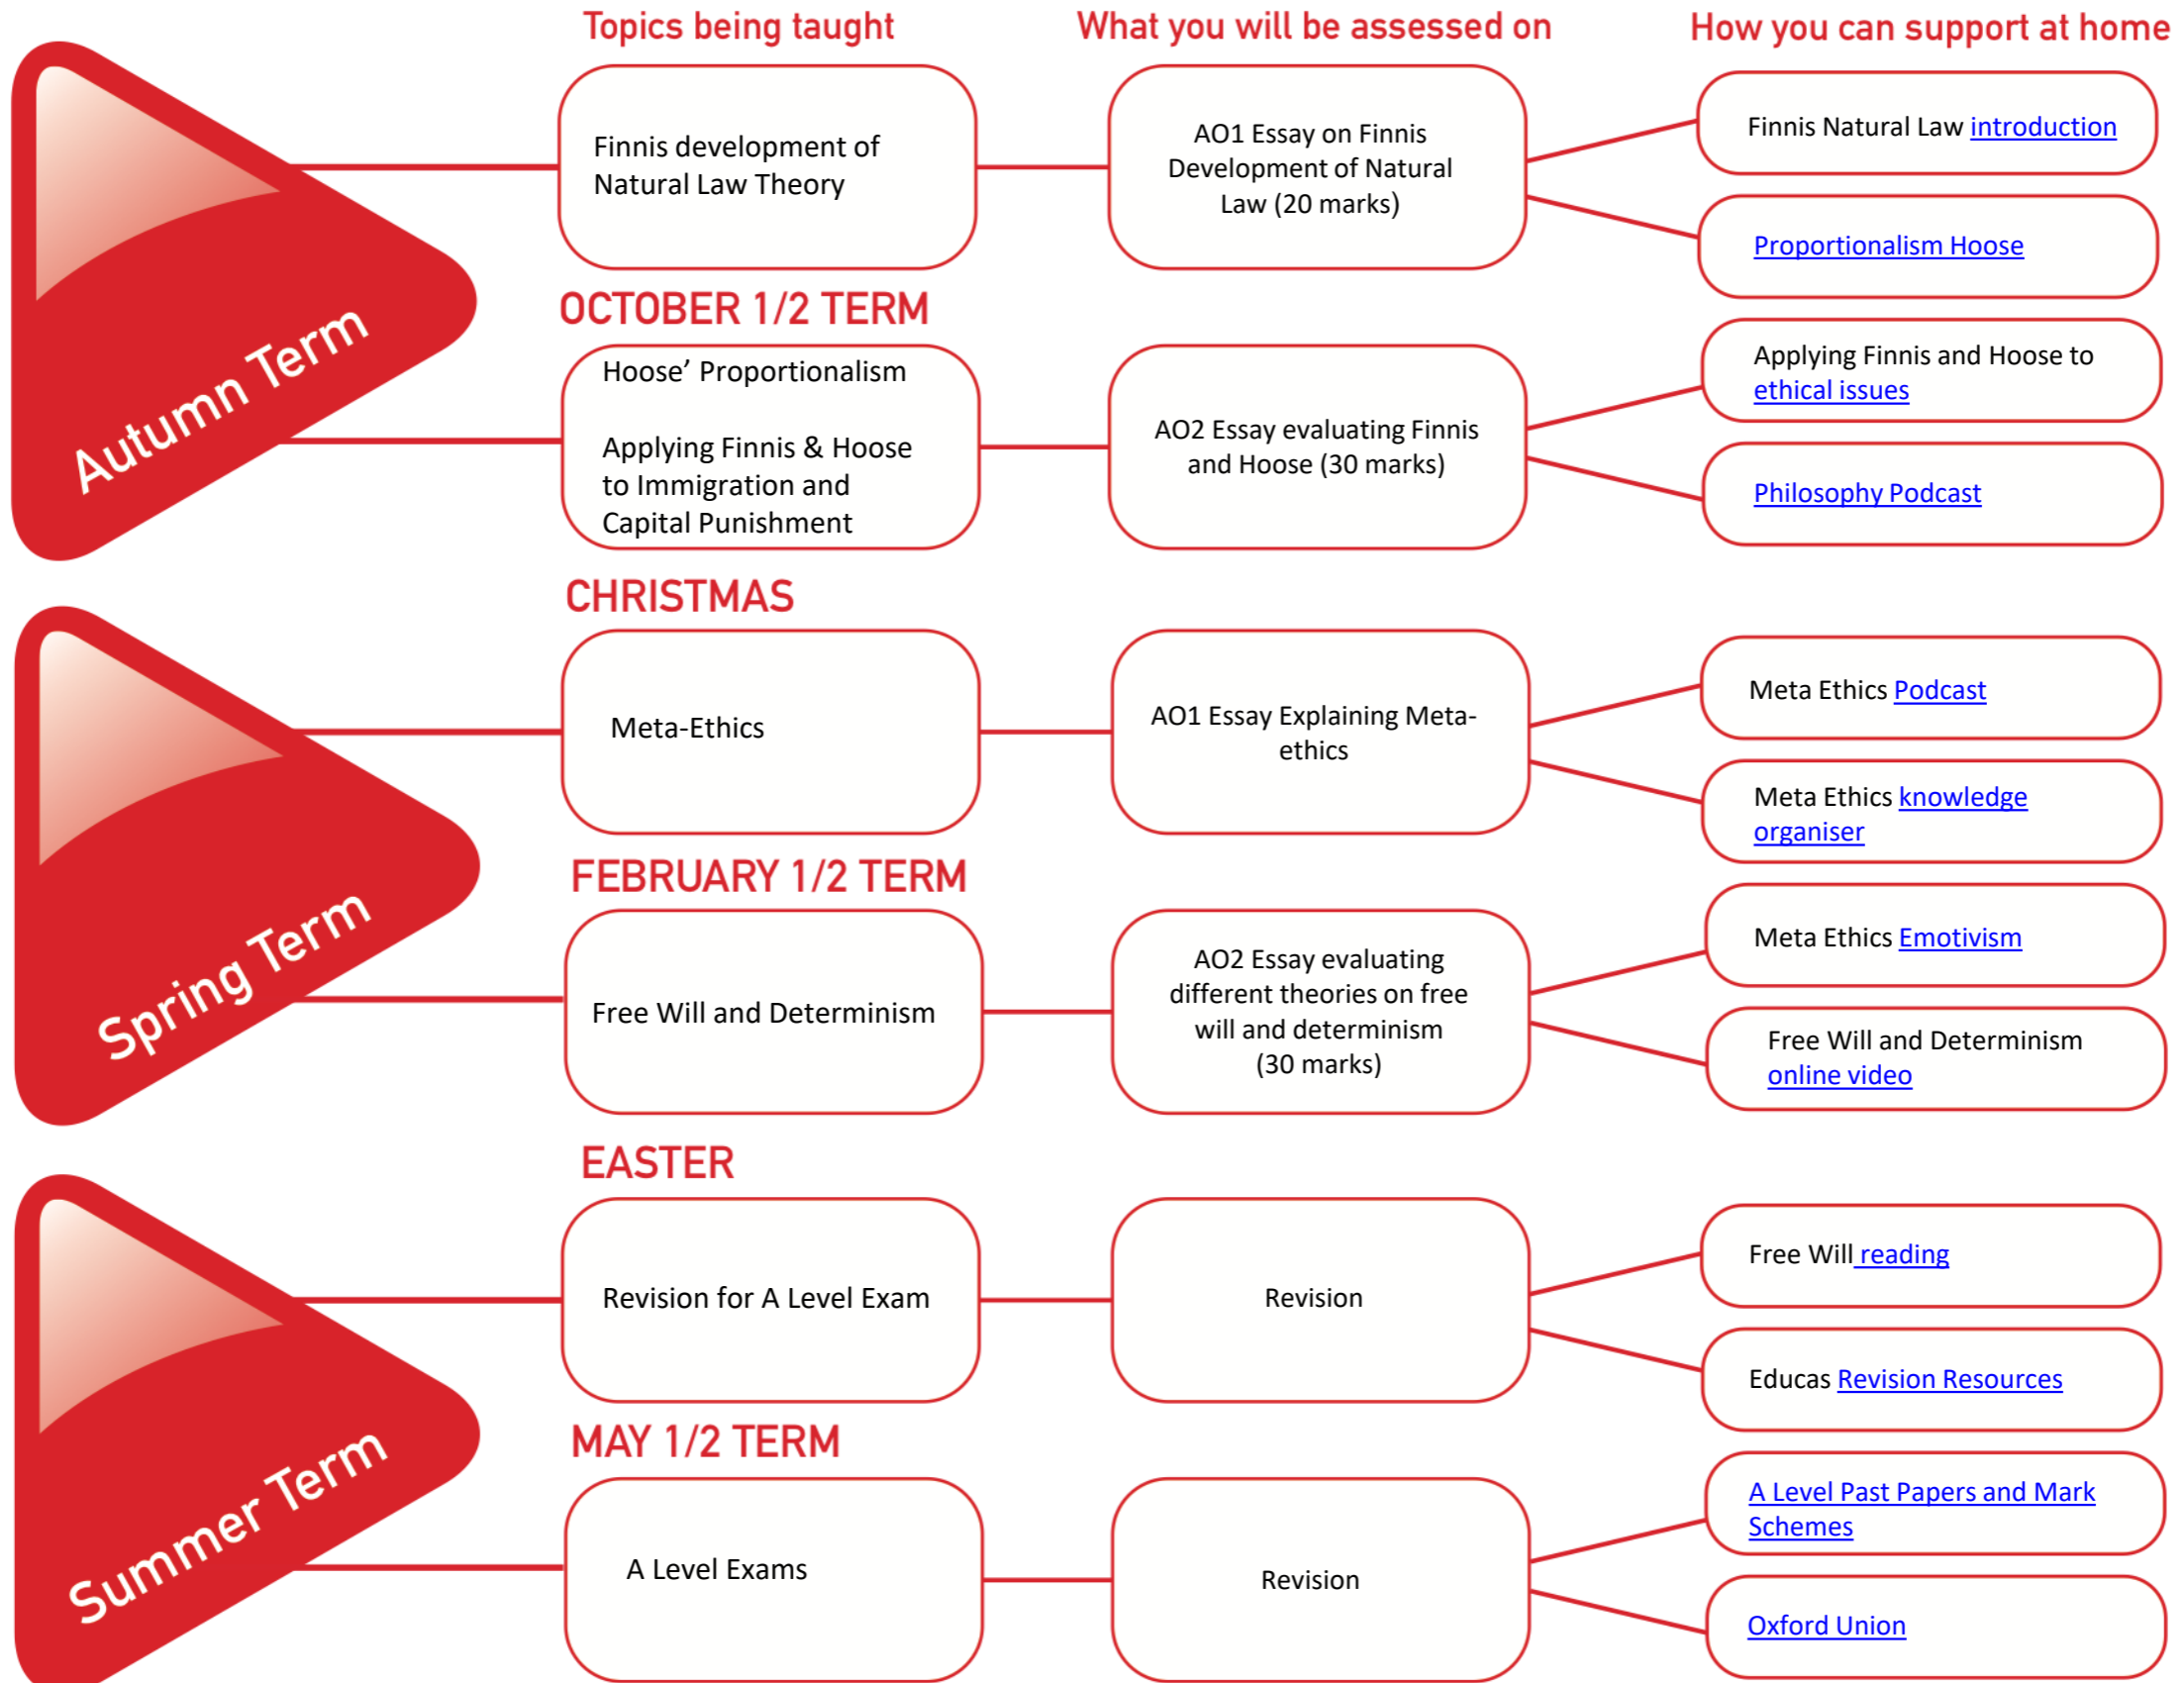 Topics being taught
What you will be assessed on
How you can support at home
Autumn Term
Finnis development of
Natural Law Theory
AO1 Essay on Finnis
Development of Natural
Law (20 marks)
Finnis Natural Law introduction
Proportionalism Hoose
OCTOBER 1/2 TERM
Hoose’ Proportionalism
Applying Finnis & Hoose
to Immigration and
Capital Punishment
AO2 Essay evaluating Finnis
and Hoose (30 marks)
Applying Finnis and Hoose to
ethical issues
Philosophy Podcast
CHRISTMAS
Spring Term
Meta-Ethics
AO1 Essay Explaining Meta-
ethics
Meta Ethics Podcast
Meta Ethics knowledge
organiser
FEBRUARY 1/2 TERM
Free Will and Determinism
AO2 Essay evaluating
different theories on free
will and determinism
(30 marks)
Meta Ethics Emotivism
Free Will and Determinism
online video
EASTER
Summer Term
Revision for A Level Exam
Revision
Free Will reading
Educas Revision Resources
MAY 1/2 TERM
A Level Exams
Revision
A Level Past Papers and Mark
Schemes
Oxford Union